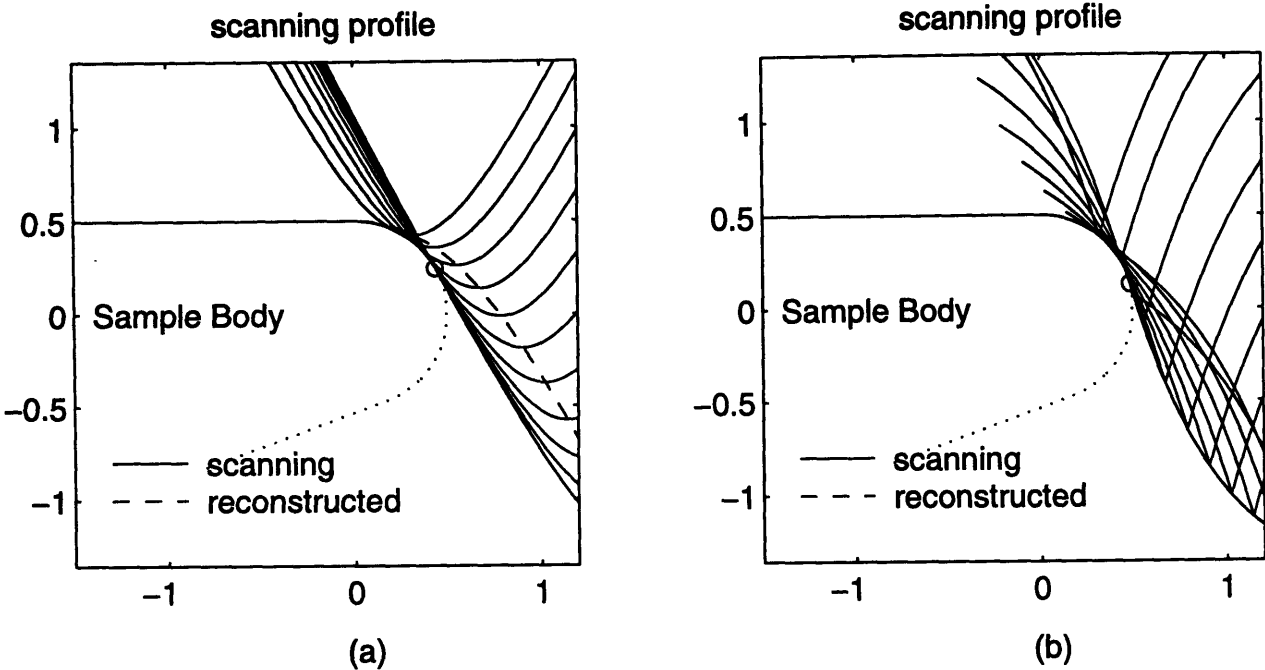 scanning profile
1
0.5
0
−0.5
−1
Sample Body
scanning
reconstructed
−1
0
1
(a)
scanning profile
1
0.5
0
−0.5
−1
Sample Body
scanning
reconstructed
−1
0
1
(b)